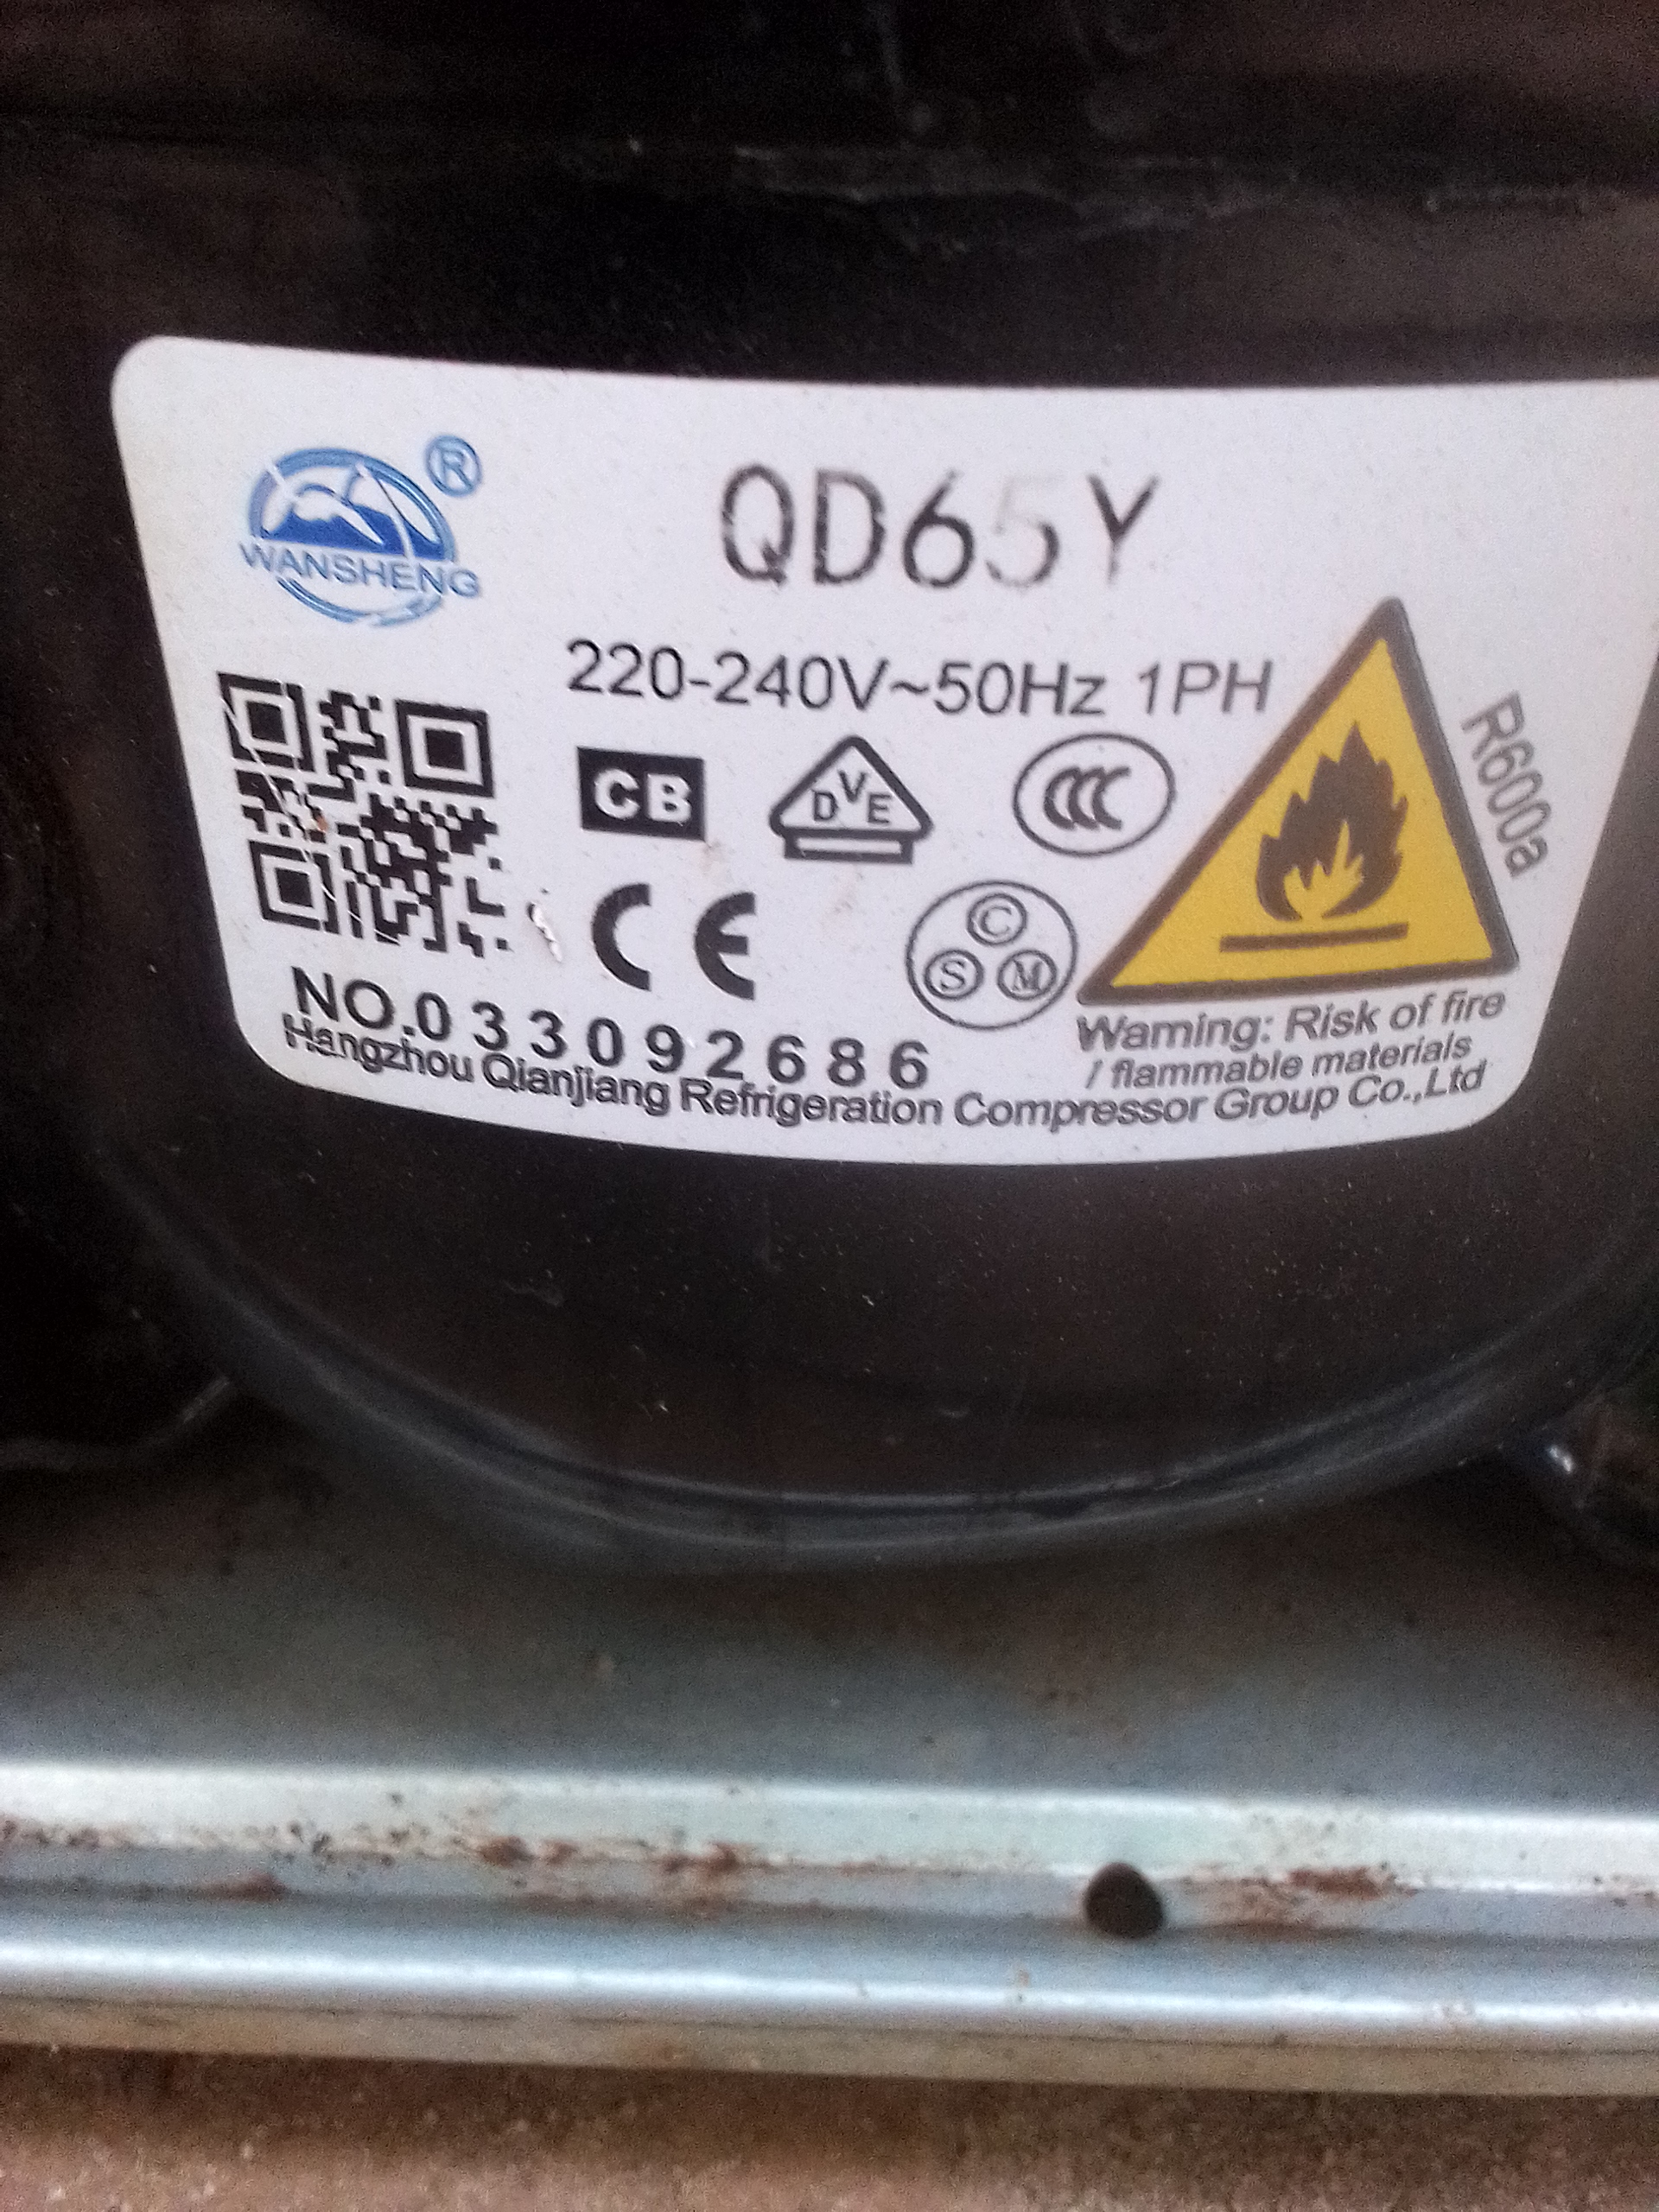 ®
WANSHENG
QD65Y
220-240V~50Hz 1PH
R600a
CB
DVE
CCC
CE
C
S M
NO.033092686
Warning: Risk of fire
/ flammable materials
Hangzhou Qianjiang Refrigeration Compressor Group Co.,Ltd